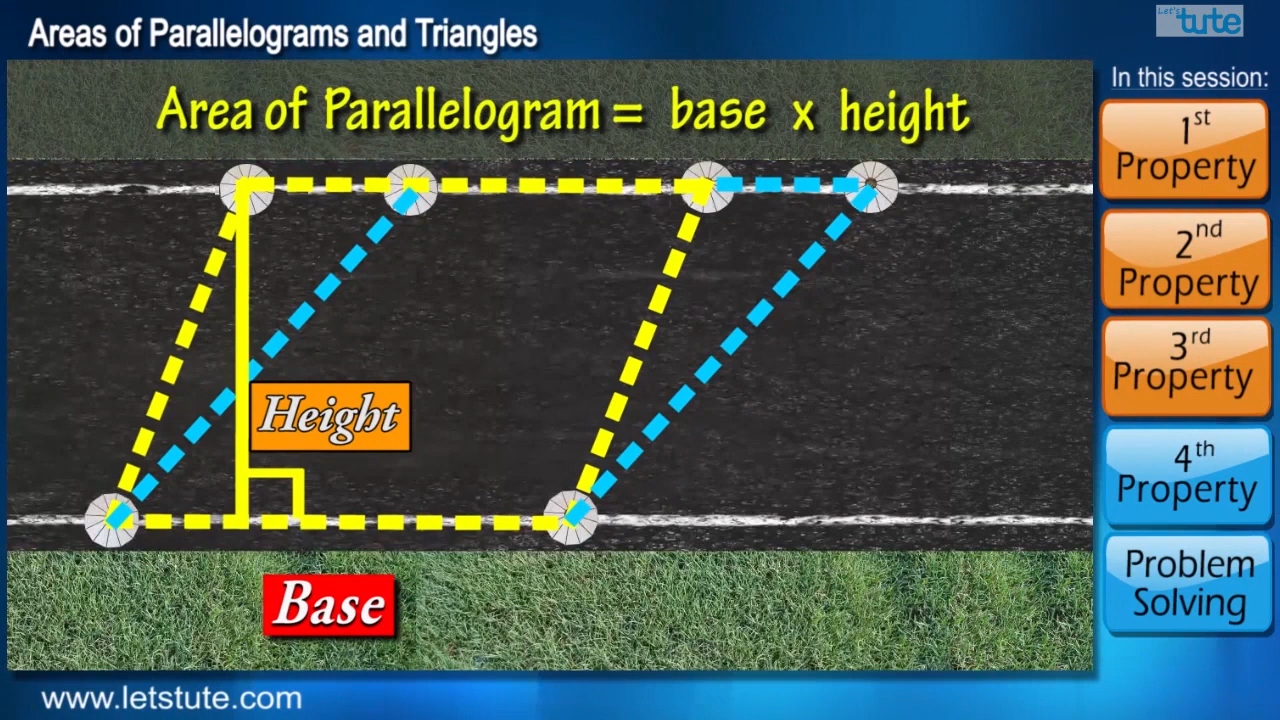 Areas of Parallelograms and Triangles
Let's
tute
In this session:
Area of Parallelogram = base x height
1st
Property
2nd
Property
3rd
Property
Height
4th
Property
Problem
Solving
Base
www.letstute.com